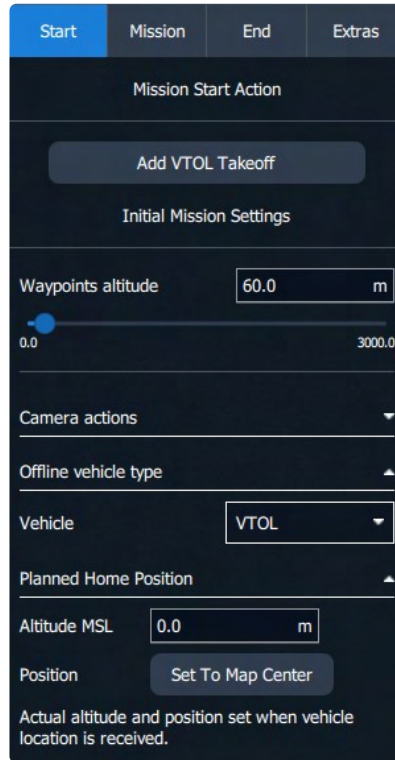 Start Mission End Extras
Mission Start Action
Add VTOL Takeoff
Initial Mission Settings
Waypoints altitude 60.0 m
0.0 3000.0
Camera actions
Offline vehicle type
Vehicle VTOL
Planned Home Position
Altitude MSL 0.0 m
Position Set To Map Center
Actual altitude and position set when vehicle
location is received.